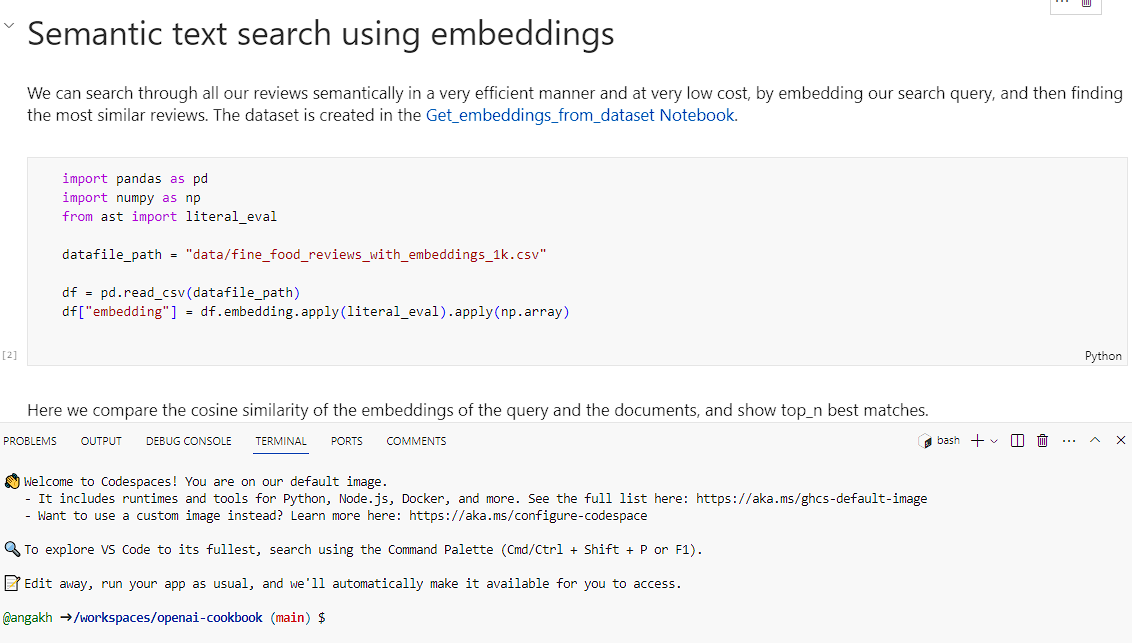 Semantic text search using embeddings
We can search through all our reviews semantically in a very efficient manner and at very low cost, by embedding our search query, and then finding
the most similar reviews. The dataset is created in the Get_embeddings_from_dataset Notebook.
import pandas as pd
import numpy as np
from ast import literal_eval
datafile_path = "data/fine_food_reviews_with_embeddings_1k.csv"
df = pd.read_csv(datafile_path)
df["embedding"] = df.embedding.apply(literal_eval).apply(np.array)
[2]
Python
Here we compare the cosine similarity of the embeddings of the query and the documents, and show top_n best matches.
PROBLEMS OUTPUT DEBUG CONSOLE TERMINAL PORTS COMMENTS bash
Welcome to Codespaces! You are on our default image.
- It includes runtimes and tools for Python, Node.js, Docker, and more. See the full list here: https://aka.ms/ghcs-default-image
- Want to use a custom image instead? Learn more here: https://aka.ms/configure-codespace
To explore VS Code to its fullest, search using the Command Palette (Cmd/Ctrl + Shift + P or F1).
Edit away, run your app as usual, and we'll automatically make it available for you to access.
@angakh ➜/workspaces/openai-cookbook (main) $